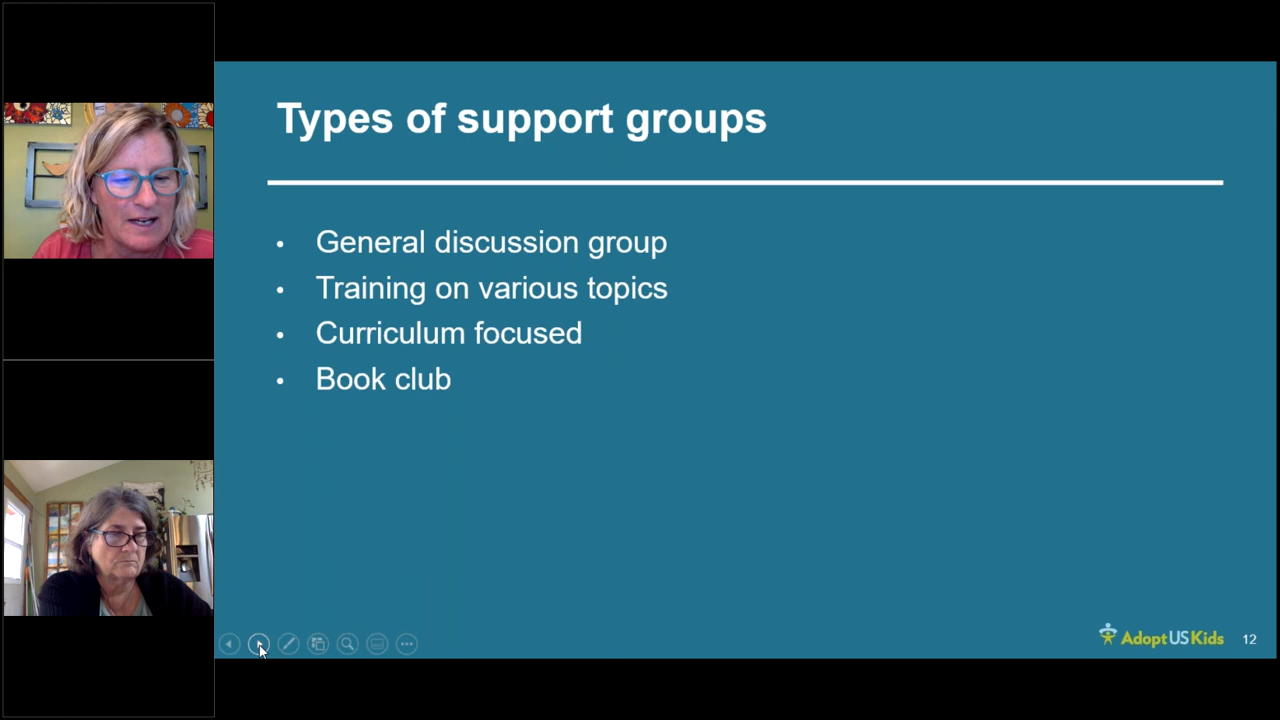 Types of support groups
• General discussion group
• Training on various topics
• Curriculum focused
• Book club
AdoptUSKids
12